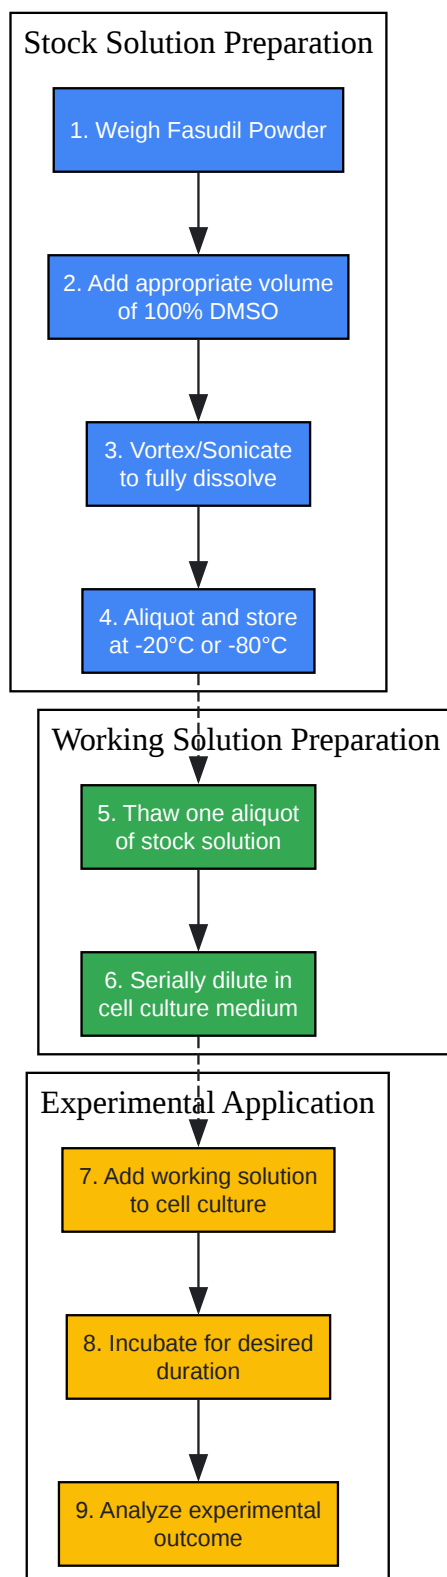 Stock Solution Preparation
1. Weigh Fasudil Powder
2. Add appropriate volume
of 100% DMSO
3. Vortex/Sonicate
to fully dissolve
4. Aliquot and store
at -20°C or -80°C
Working Solution Preparation
5. Thaw one aliquot
of stock solution
6. Serially dilute in
cell culture medium
Experimental Application
7. Add working solution
to cell culture
8. Incubate for desired
duration
9. Analyze experimental
outcome